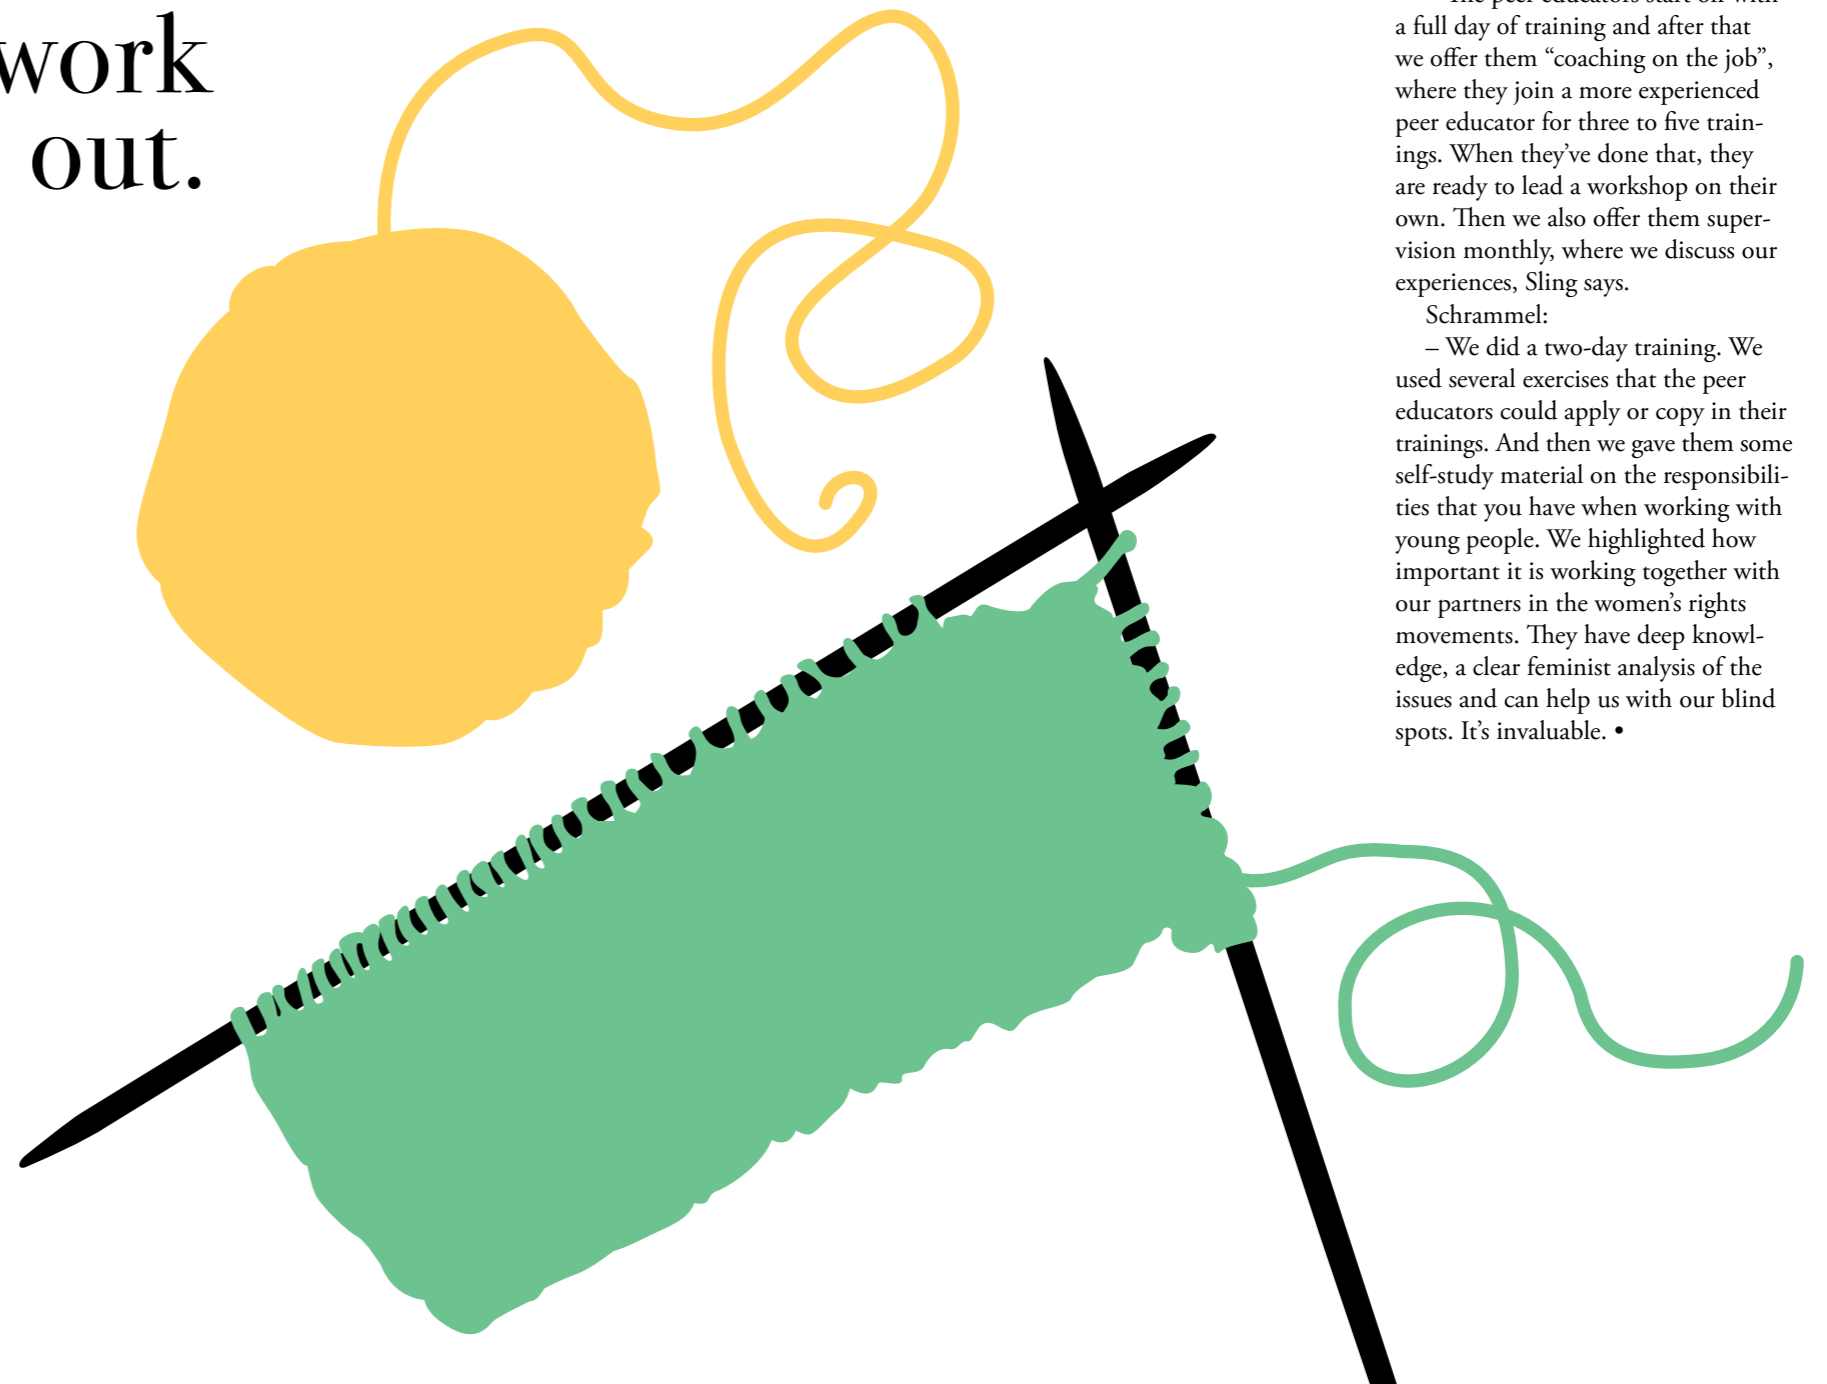 work
out.
The peer educators start off with
a full day of training and after that
we offer them “coaching on the job”,
where they join a more experienced
peer educator for three to five train-
ings. When they’ve done that, they
are ready to lead a workshop on their
own. Then we also offer them super-
vision monthly, where we discuss our
experiences, Sling says.
Schrammel:
– We did a two-day training. We
used several exercises that the peer
educators could apply or copy in their
trainings. And then we gave them some
self-study material on the responsibili-
ties that you have when working with
young people. We highlighted how
important it is working together with
our partners in the women’s rights
movements. They have deep knowl-
edge, a clear feminist analysis of the
issues and can help us with our blind
spots. It’s invaluable. •